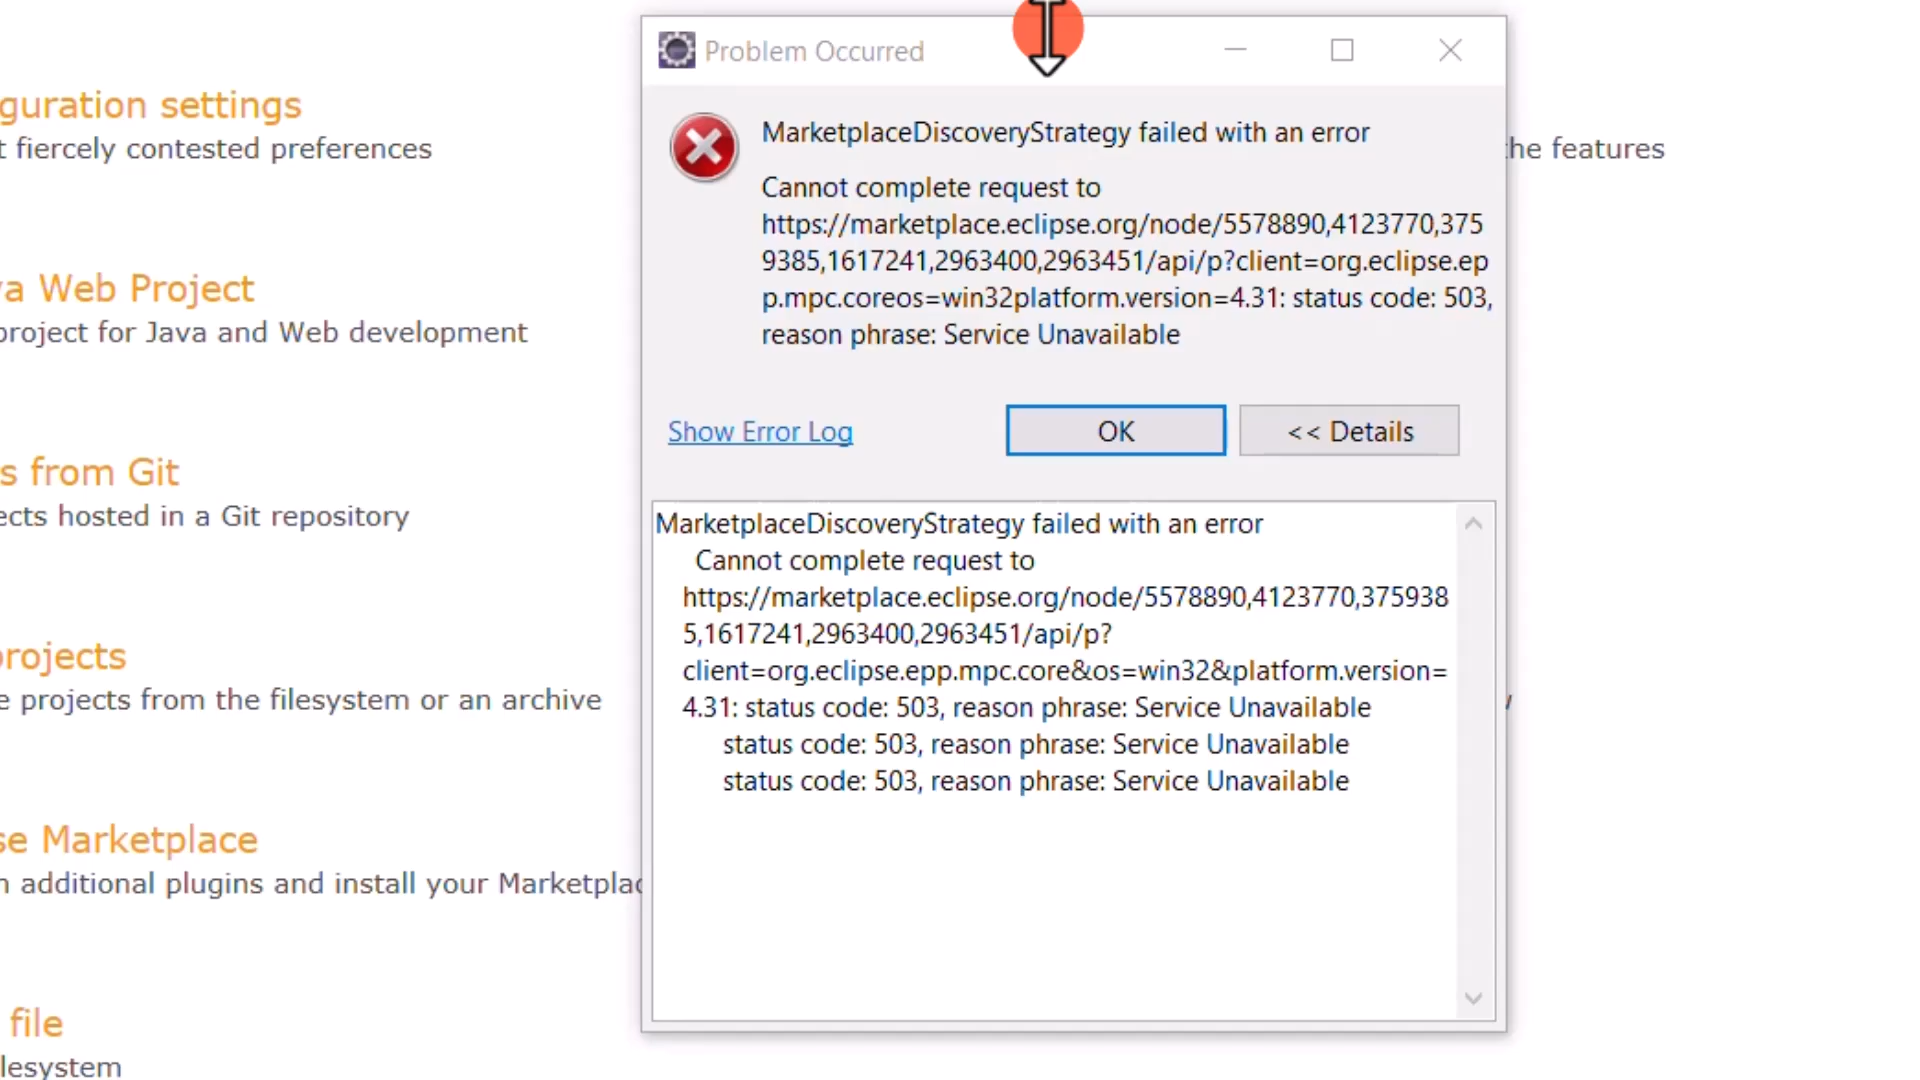 Problem Occurred
guration settings
t fiercely contested preferences
MarketplaceDiscoveryStrategy failed with an error
he features
Cannot complete request to
https://marketplace.eclipse.org/node/5578890,4123770,375
9385,1617241,2963400,2963451/api/p?client=org.eclipse.ep
p.mpc.coreos=win32platform.version=4.31: status code: 503,
reason phrase: Service Unavailable
va Web Project
project for Java and Web development
Show Error Log
OK
<< Details
s from Git
ects hosted in a Git repository
MarketplaceDiscoveryStrategy failed with an error
Cannot complete request to
https://marketplace.eclipse.org/node/5578890,4123770,375938
5,1617241,2963400,2963451/api/p?
client=org.eclipse.epp.mpc.core&os=win32&platform.version=
4.31: status code: 503, reason phrase: Service Unavailable
status code: 503, reason phrase: Service Unavailable
status code: 503, reason phrase: Service Unavailable
projects
e projects from the filesystem or an archive
se Marketplace
n additional plugins and install your Marketplac
file
lesystem